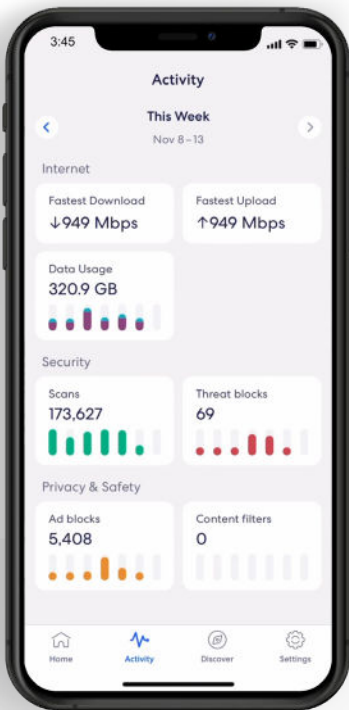 3:45
Activity
This Week
Nov 8–13
Internet
Fastest Download
↓949 Mbps
Fastest Upload
↑949 Mbps
Data Usage
320.9 GB
Security
Scans
173,627
Threat blocks
69
Privacy & Safety
Ad blocks
5,408
Content filters
0
Home
Activity
Discover
Settings